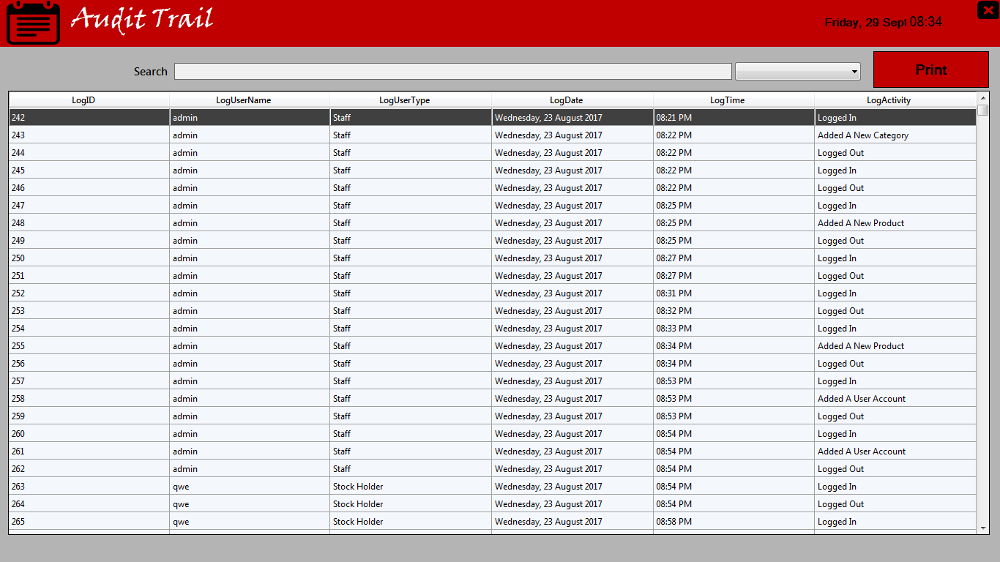 Audit Trail
Friday, 29 Sept 08:34
Search
Print
LogID LogUserName LogUserType LogDate LogTime LogActivity
242 admin Staff Wednesday, 23 August 2017 08:21 PM Logged In
243 admin Staff Wednesday, 23 August 2017 08:22 PM Added A New Category
244 admin Staff Wednesday, 23 August 2017 08:22 PM Logged Out
245 admin Staff Wednesday, 23 August 2017 08:22 PM Logged In
246 admin Staff Wednesday, 23 August 2017 08:22 PM Logged Out
247 admin Staff Wednesday, 23 August 2017 08:25 PM Logged In
248 admin Staff Wednesday, 23 August 2017 08:25 PM Added A New Product
249 admin Staff Wednesday, 23 August 2017 08:25 PM Logged Out
250 admin Staff Wednesday, 23 August 2017 08:27 PM Logged In
251 admin Staff Wednesday, 23 August 2017 08:27 PM Logged Out
252 admin Staff Wednesday, 23 August 2017 08:31 PM Logged In
253 admin Staff Wednesday, 23 August 2017 08:32 PM Logged Out
254 admin Staff Wednesday, 23 August 2017 08:33 PM Logged In
255 admin Staff Wednesday, 23 August 2017 08:34 PM Added A New Product
256 admin Staff Wednesday, 23 August 2017 08:34 PM Logged Out
257 admin Staff Wednesday, 23 August 2017 08:53 PM Logged In
258 admin Staff Wednesday, 23 August 2017 08:53 PM Added A User Account
259 admin Staff Wednesday, 23 August 2017 08:53 PM Logged Out
260 admin Staff Wednesday, 23 August 2017 08:54 PM Logged In
261 admin Staff Wednesday, 23 August 2017 08:54 PM Added A User Account
262 admin Staff Wednesday, 23 August 2017 08:54 PM Logged Out
263 qwe Stock Holder Wednesday, 23 August 2017 08:54 PM Logged In
264 qwe Stock Holder Wednesday, 23 August 2017 08:54 PM Logged Out
265 qwe Stock Holder Wednesday, 23 August 2017 08:58 PM Logged In